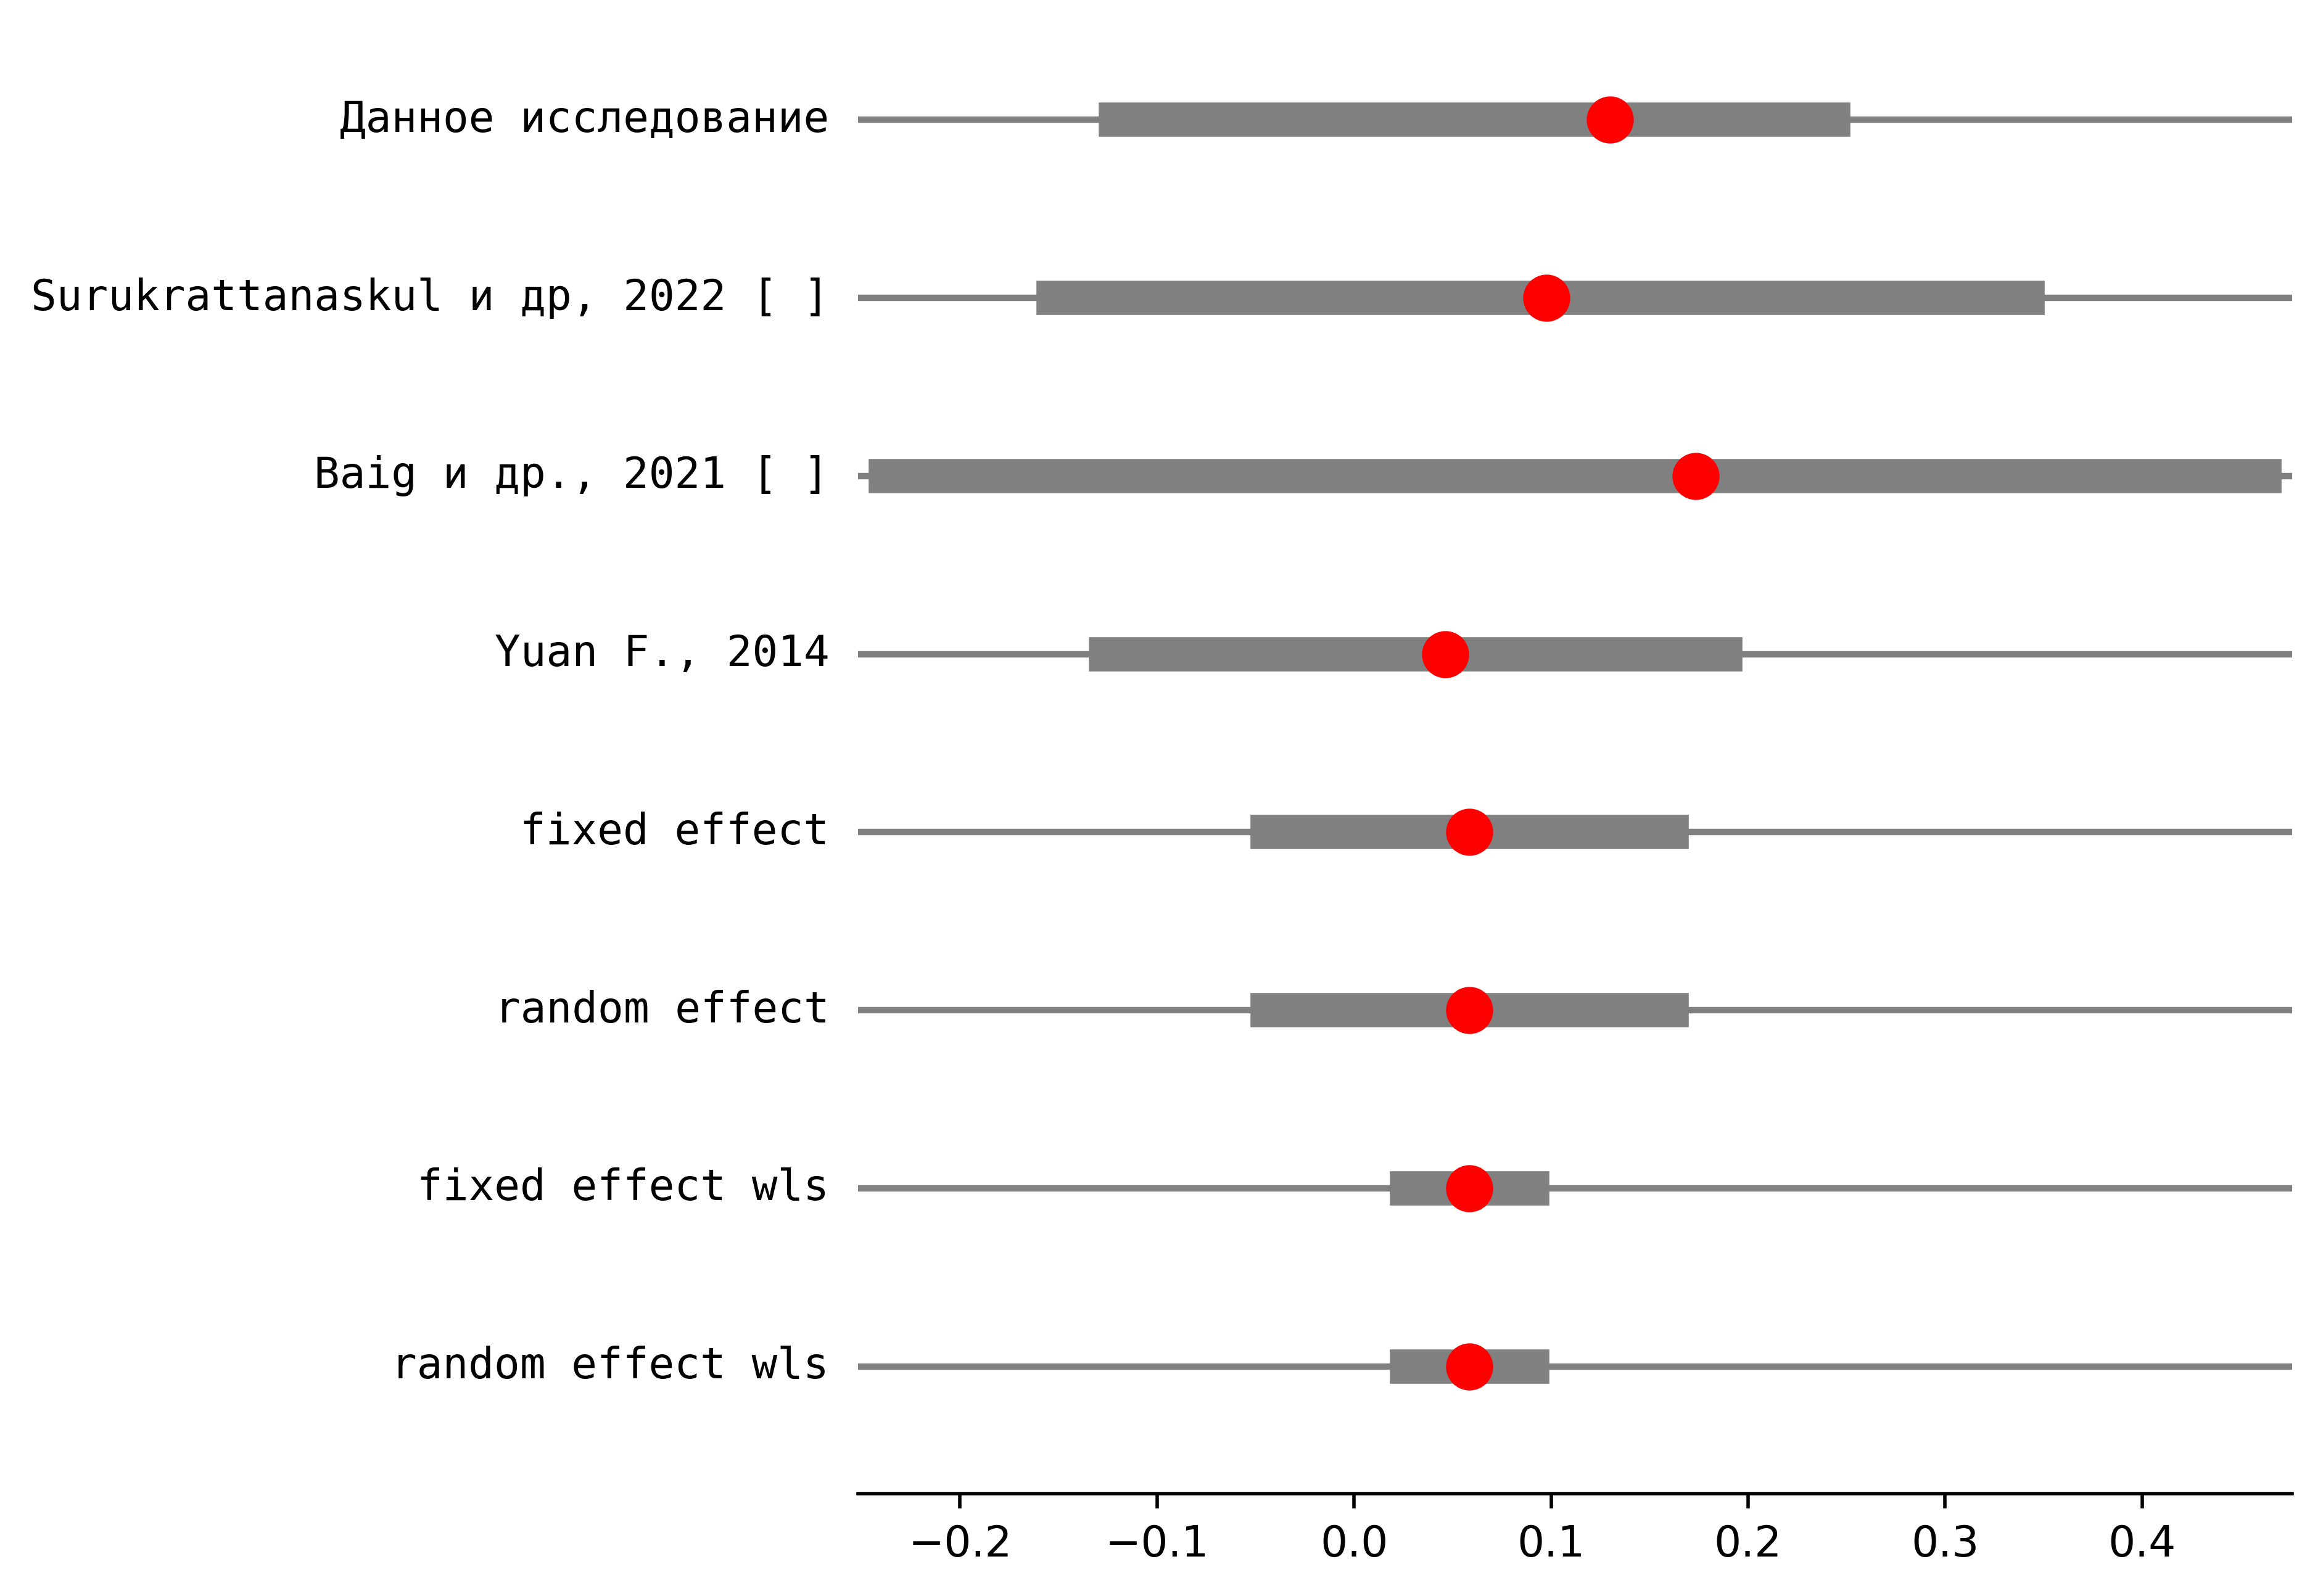 Данное исследование
Surukrattanaskul и др, 2022 [ ]
Baig и др., 2021 [ ]
Yuan F., 2014
fixed effect
random effect
fixed effect wls
random effect wls
−0.2 −0.1 0.0 0.1 0.2 0.3 0.4